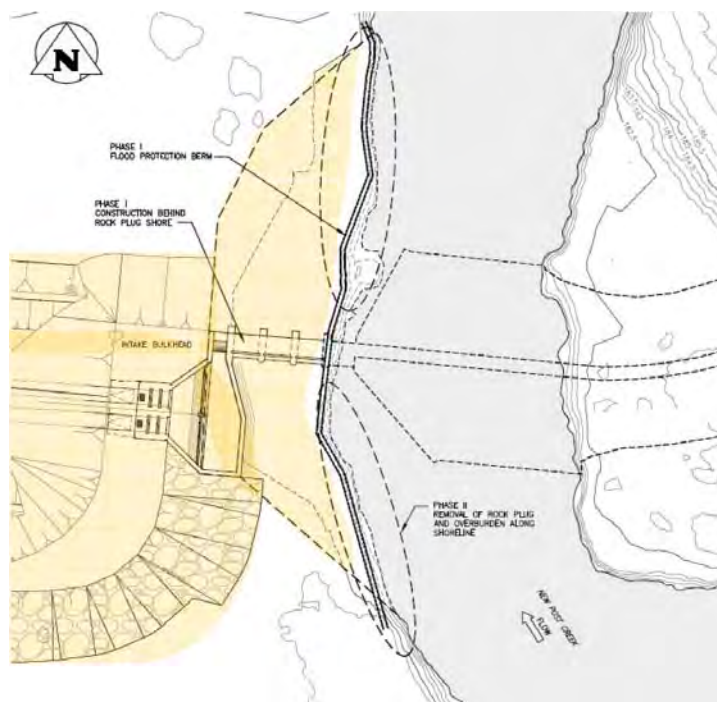 N
PHASE I
FLOOD PROTECTION BERM
PHASE I
CONSTRUCTION BEHIND
ROCK PLUG SHORE
INTAKE BULKHEAD
PHASE II
REMOVAL OF ROCK PLUG
AND OVERBURDEN ALONG
SHORELINE
NEW POST CREEK
FLOW